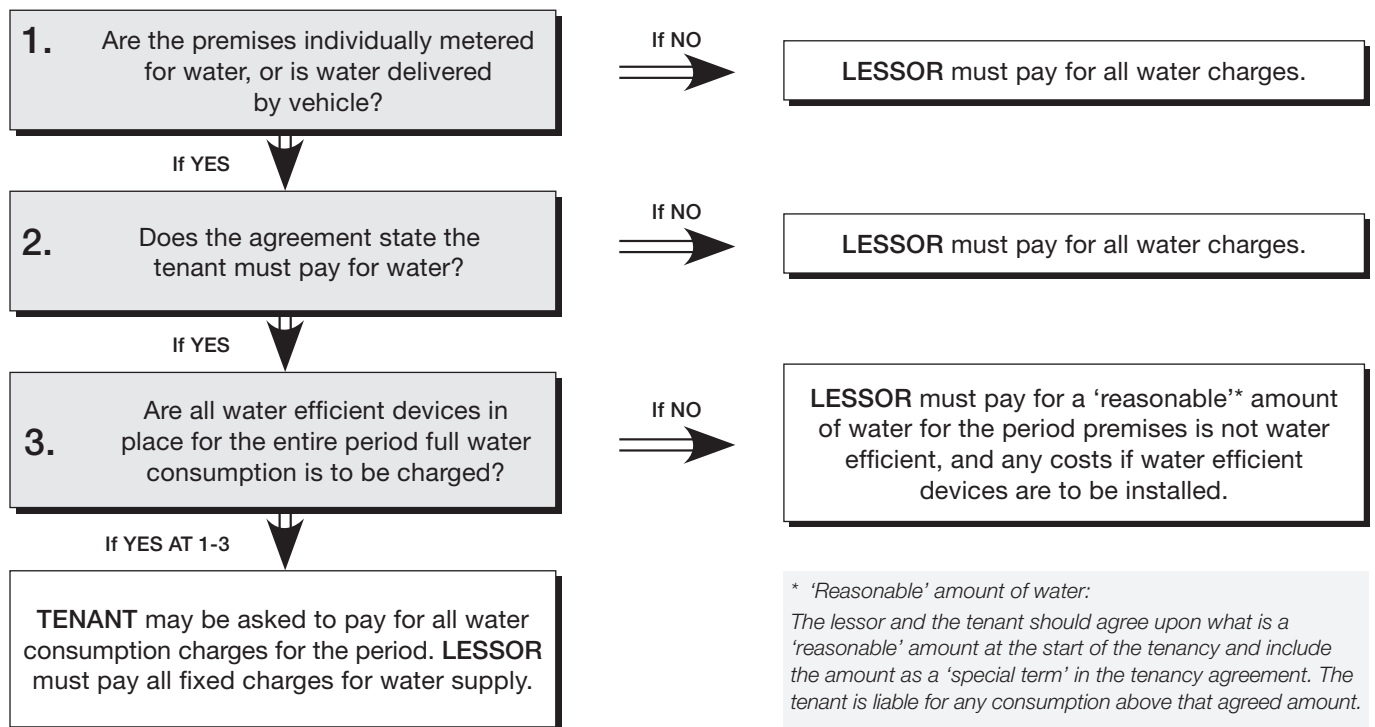 1. Are the premises individually metered
for water, or is water delivered
by vehicle?
If NO
LESSOR must pay for all water charges.
If YES
2. Does the agreement state the
tenant must pay for water?
If NO
LESSOR must pay for all water charges.
If YES
3. Are all water efficient devices in
place for the entire period full water
consumption is to be charged?
If NO
LESSOR must pay for a ‘reasonable’* amount
of water for the period premises is not water
efficient, and any costs if water efficient
devices are to be installed.
If YES AT 1-3
TENANT may be asked to pay for all water
consumption charges for the period. LESSOR
must pay all fixed charges for water supply.
* ‘Reasonable’ amount of water:
The lessor and the tenant should agree upon what is a
‘reasonable’ amount at the start of the tenancy and include
the amount as a ‘special term’ in the tenancy agreement. The
tenant is liable for any consumption above that agreed amount.